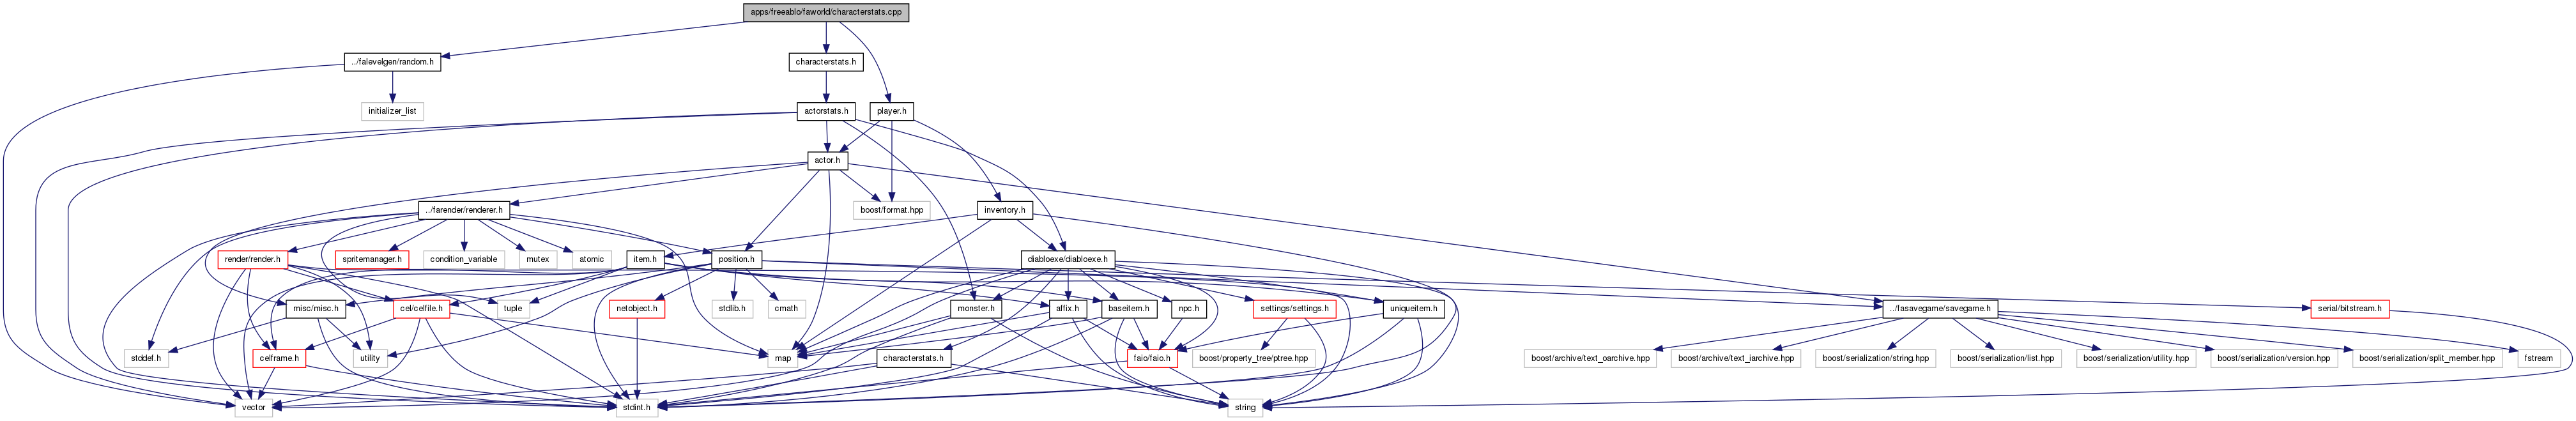 apps/freeablo/faworld/characterstats.cpp
../falevelgen/random.h
characterstats.h
initializer_list
actorstats.h
player.h
actor.h
../farender/renderer.h
boost/format.hpp
inventory.h
render/render.h
spritemanager.h
condition_variable
mutex
atomic
item.h
position.h
diabloexe/diabloexe.h
misc/misc.h
cel/celfile.h
tuple
netobject.h
stdlib.h
cmath
monster.h
affix.h
baseitem.h
npc.h
settings/settings.h
uniqueitem.h
../fasavegame/savegame.h
serial/bitstream.h
stddef.h
celframe.h
utility
map
characterstats.h
faio/faio.h
boost/property_tree/ptree.hpp
boost/archive/text_oarchive.hpp
boost/archive/text_iarchive.hpp
boost/serialization/string.hpp
boost/serialization/list.hpp
boost/serialization/utility.hpp
boost/serialization/version.hpp
boost/serialization/split_member.hpp
fstream
vector
stdint.h
string